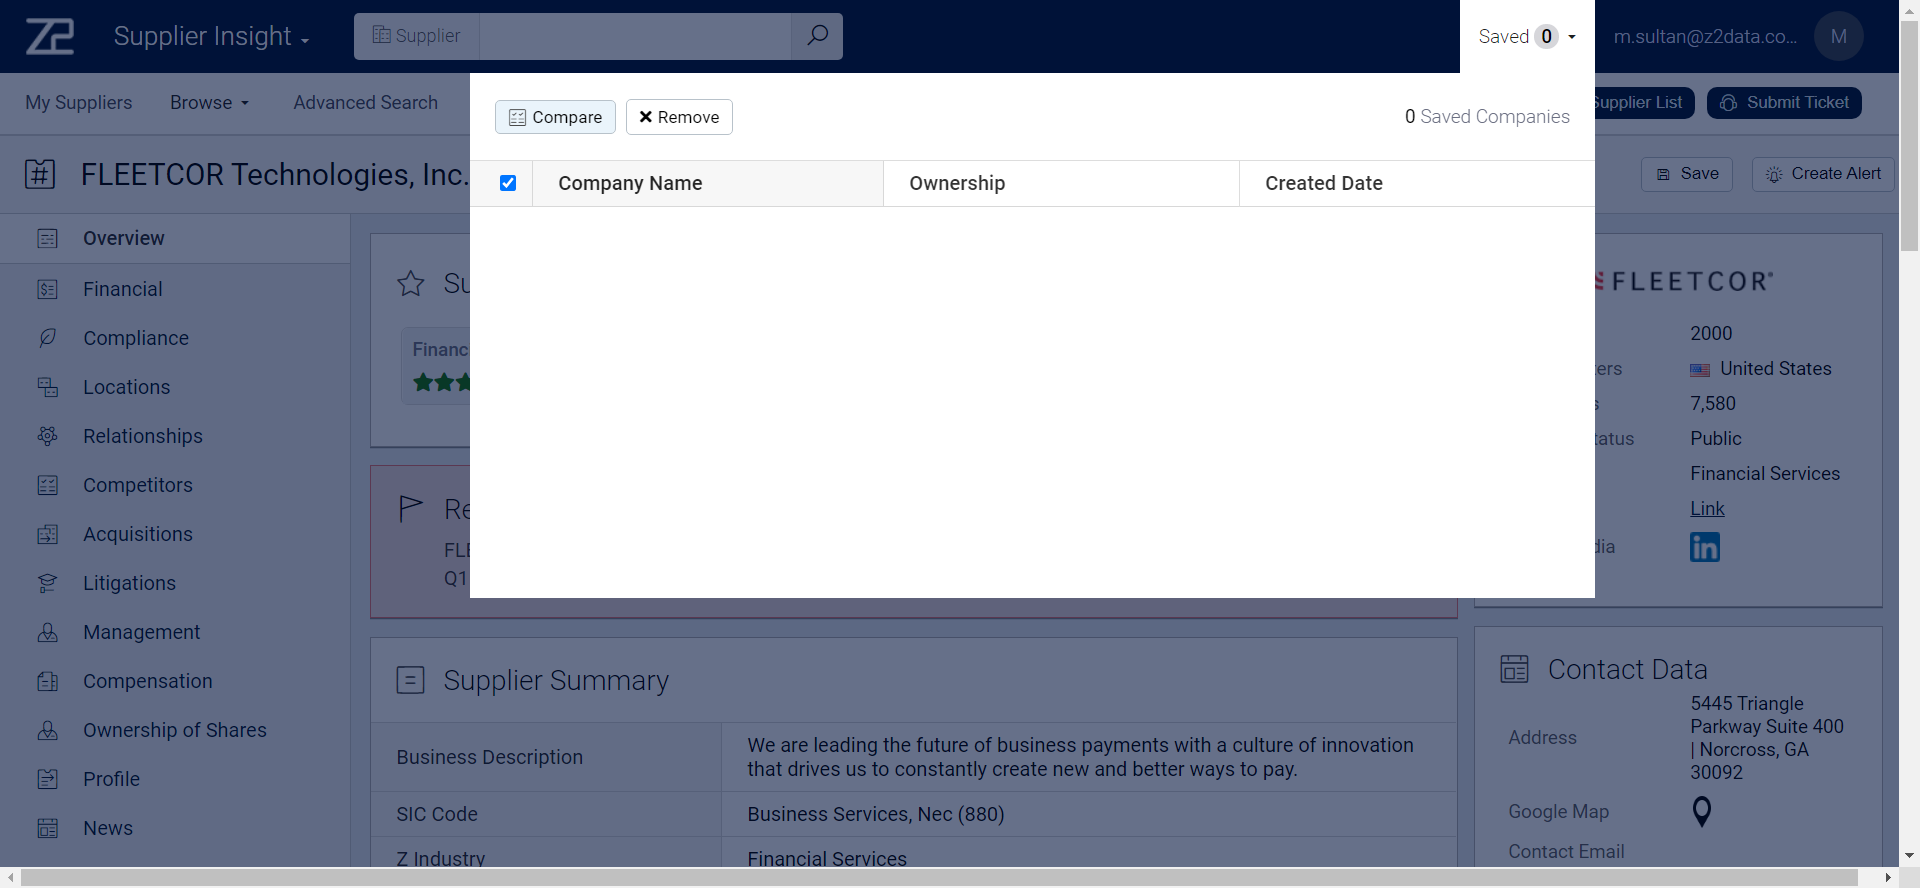 Z2
Supplier Insight
Supplier
Saved 0
m.sultan@z2data.co...
M
My Suppliers
Browse
Advanced Search
Supplier List
Submit Ticket
Compare
Remove
0 Saved Companies
FLEETCOR Technologies, Inc.
Save
Create Alert
Company Name
Ownership
Created Date
Overview
Financial
Compliance
Locations
Relationships
Competitors
Acquisitions
Litigations
Management
Compensation
Ownership of Shares
Profile
News
Su
Financ
Re
FLE
Q1
FLEETCOR
2000
ers
United States
s
7,580
tatus
Public
Financial Services
Link
dia
in
Supplier Summary
Business Description
We are leading the future of business payments with a culture of innovation
that drives us to constantly create new and better ways to pay.
SIC Code
Business Services, Nec (880)
Z Industry
Financial Services
Contact Data
Address
5445 Triangle
Parkway Suite 400
| Norcross, GA
30092
Google Map
Contact Email